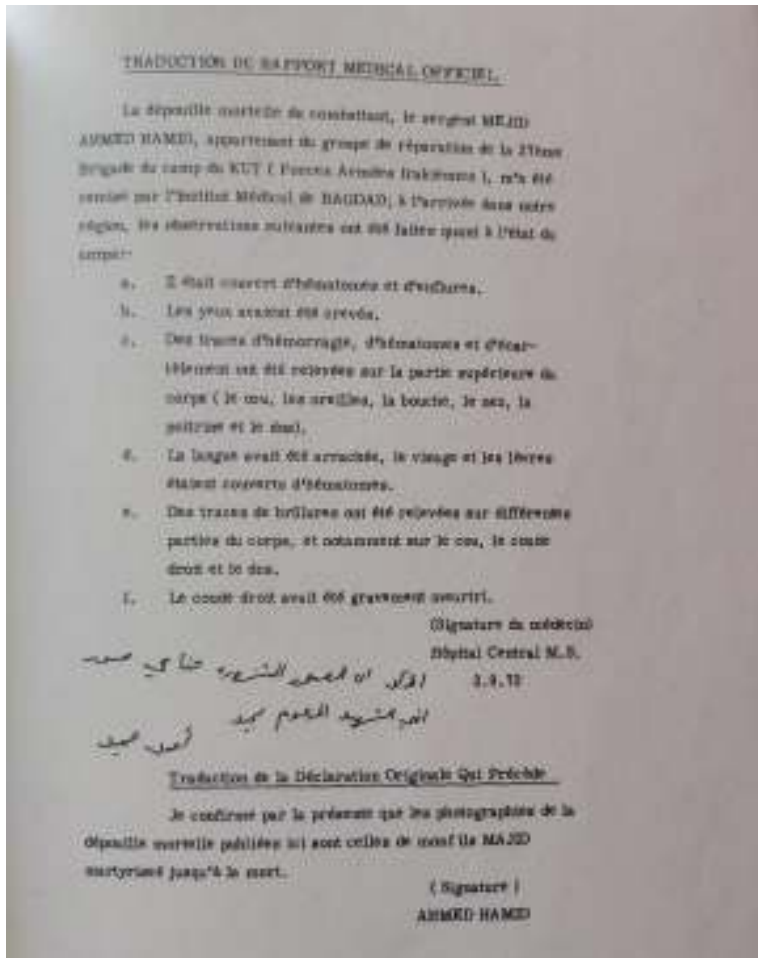 TRADUCTION DU RAPPORT MEDICAL OFFICIEL
La dépouille mortelle du combattant, le sergent MEJID
AHMED HAMID, appartenant du groupe de réparation de la 27ème
Brigade du camp du KUT ( Forces Armées Irakiennes ), m'a été
remise par l'Institut Médical de BAGDAD; à l'arrivée dans notre
région, les observations suivantes ont été faites quant à l'état du
corps:
a. Il était couvert d'hématomes et d'enflures.
b. Les yeux avaient été crevés.
c. Des traces d'hémorragie, d'hématomes et d'écar-
tèlement ont été relevées sur la partie supérieure du
corps ( le cou, les oreilles, la bouche, le nez, la
poitrine et le dos).
d. La langue avait été arrachée, le visage et les lèvres
étaient couverts d'hématomes.
e. Des traces de brûlures ont été relevées sur différentes
parties du corps, et notamment sur le cou, le coude
droit et le dos.
f. Le coude droit avait été gravement meurtri.
(Signature du médecin)
Hôpital Central M.S.
أحمد حميد
Traduction de la Déclaration Originale Qui Précède
Je confirme par la présente que les photographies de la
dépouille mortelle publiées ici sont celles de mon fils MAJID
martyrisé jusqu'à la mort.
( Signature )
AHMED HAMID